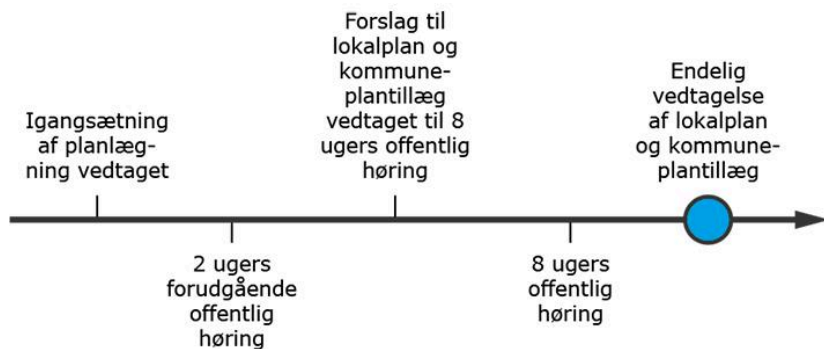 Igangsætning
af planlæg-
ning vedtaget
2 ugers
forudgående
offentlig
høring
Forslag til
lokalplan og
kommune-
plantillæg
vedtaget til 8
ugers offentlig
høring
8 ugers
offentlig
høring
Endelig
vedtagelse
af lokalplan
og kommune-
plantillæg